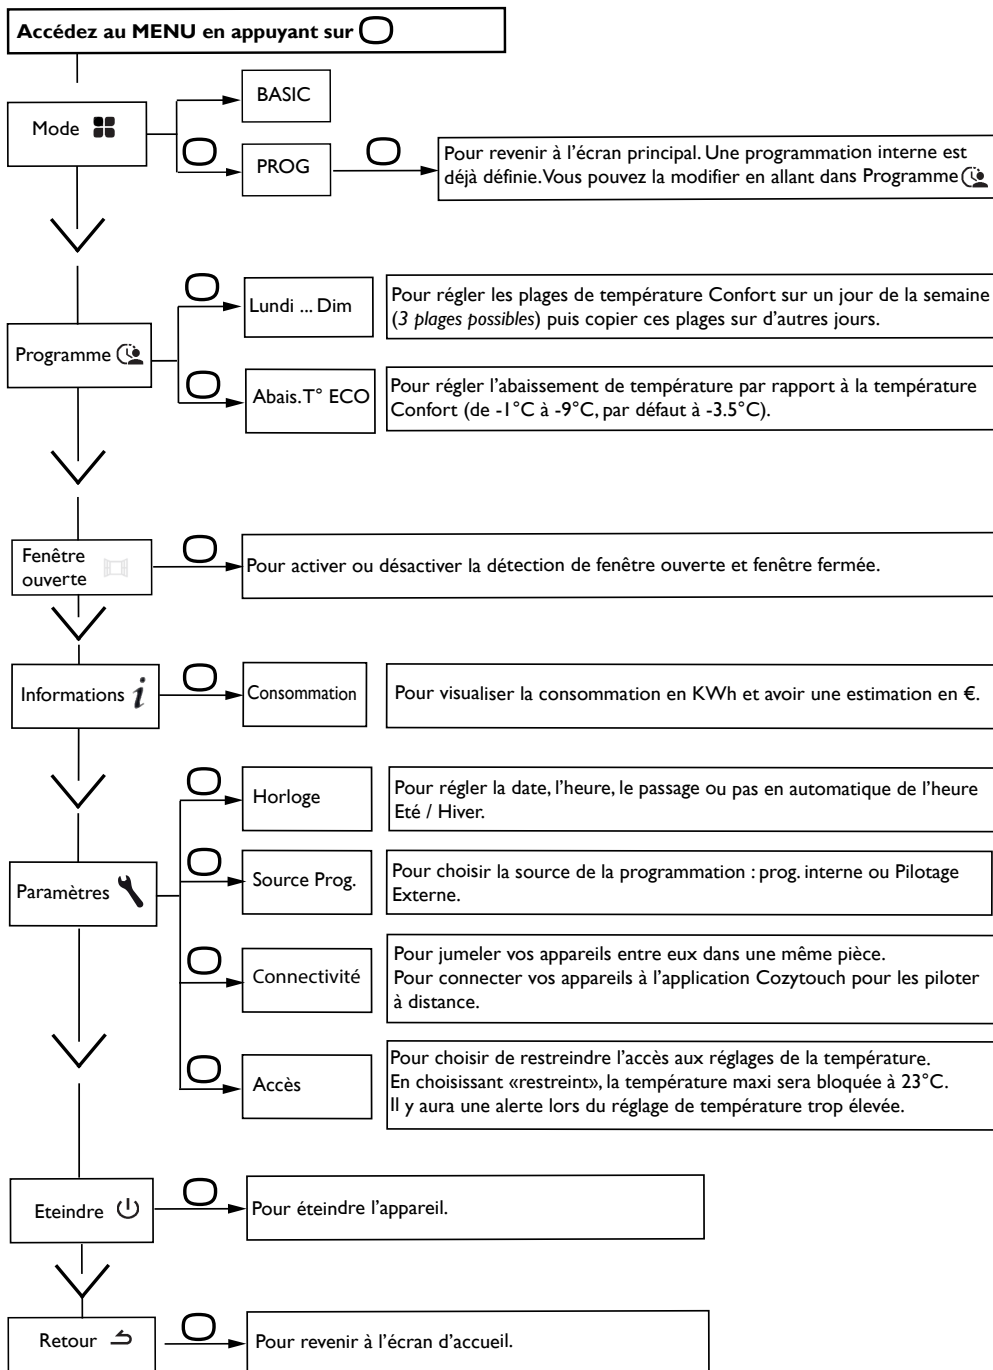 Accédez au MENU en appuyant sur
Mode
BASIC
PROG
Pour revenir à l'écran principal. Une programmation interne est
déjà définie. Vous pouvez la modifier en allant dans Programme
Programme
Lundi ... Dim
Pour régler les plages de température Confort sur un jour de la semaine
(3 plages possibles) puis copier ces plages sur d'autres jours.
Abais.T° ECO
Pour régler l'abaissement de température par rapport à la température
Confort (de -1°C à -9°C, par défaut à -3.5°C).
Fenêtre
ouverte
Pour activer ou désactiver la détection de fenêtre ouverte et fenêtre fermée.
Informations i
Consommation
Pour visualiser la consommation en KWh et avoir une estimation en €.
Paramètres
Horloge
Pour régler la date, l'heure, le passage ou pas en automatique de l'heure
Eté / Hiver.
Source Prog.
Pour choisir la source de la programmation : prog. interne ou Pilotage
Externe.
Connectivité
Pour jumeler vos appareils entre eux dans une même pièce.
Pour connecter vos appareils à l'application Cozytouch pour les piloter
à distance.
Accès
Pour choisir de restreindre l'accès aux réglages de la température.
En choisissant «restreint», la température maxi sera bloquée à 23°C.
Il y aura une alerte lors du réglage de température trop élevée.
Eteindre
Pour éteindre l'appareil.
Retour
Pour revenir à l'écran d'accueil.